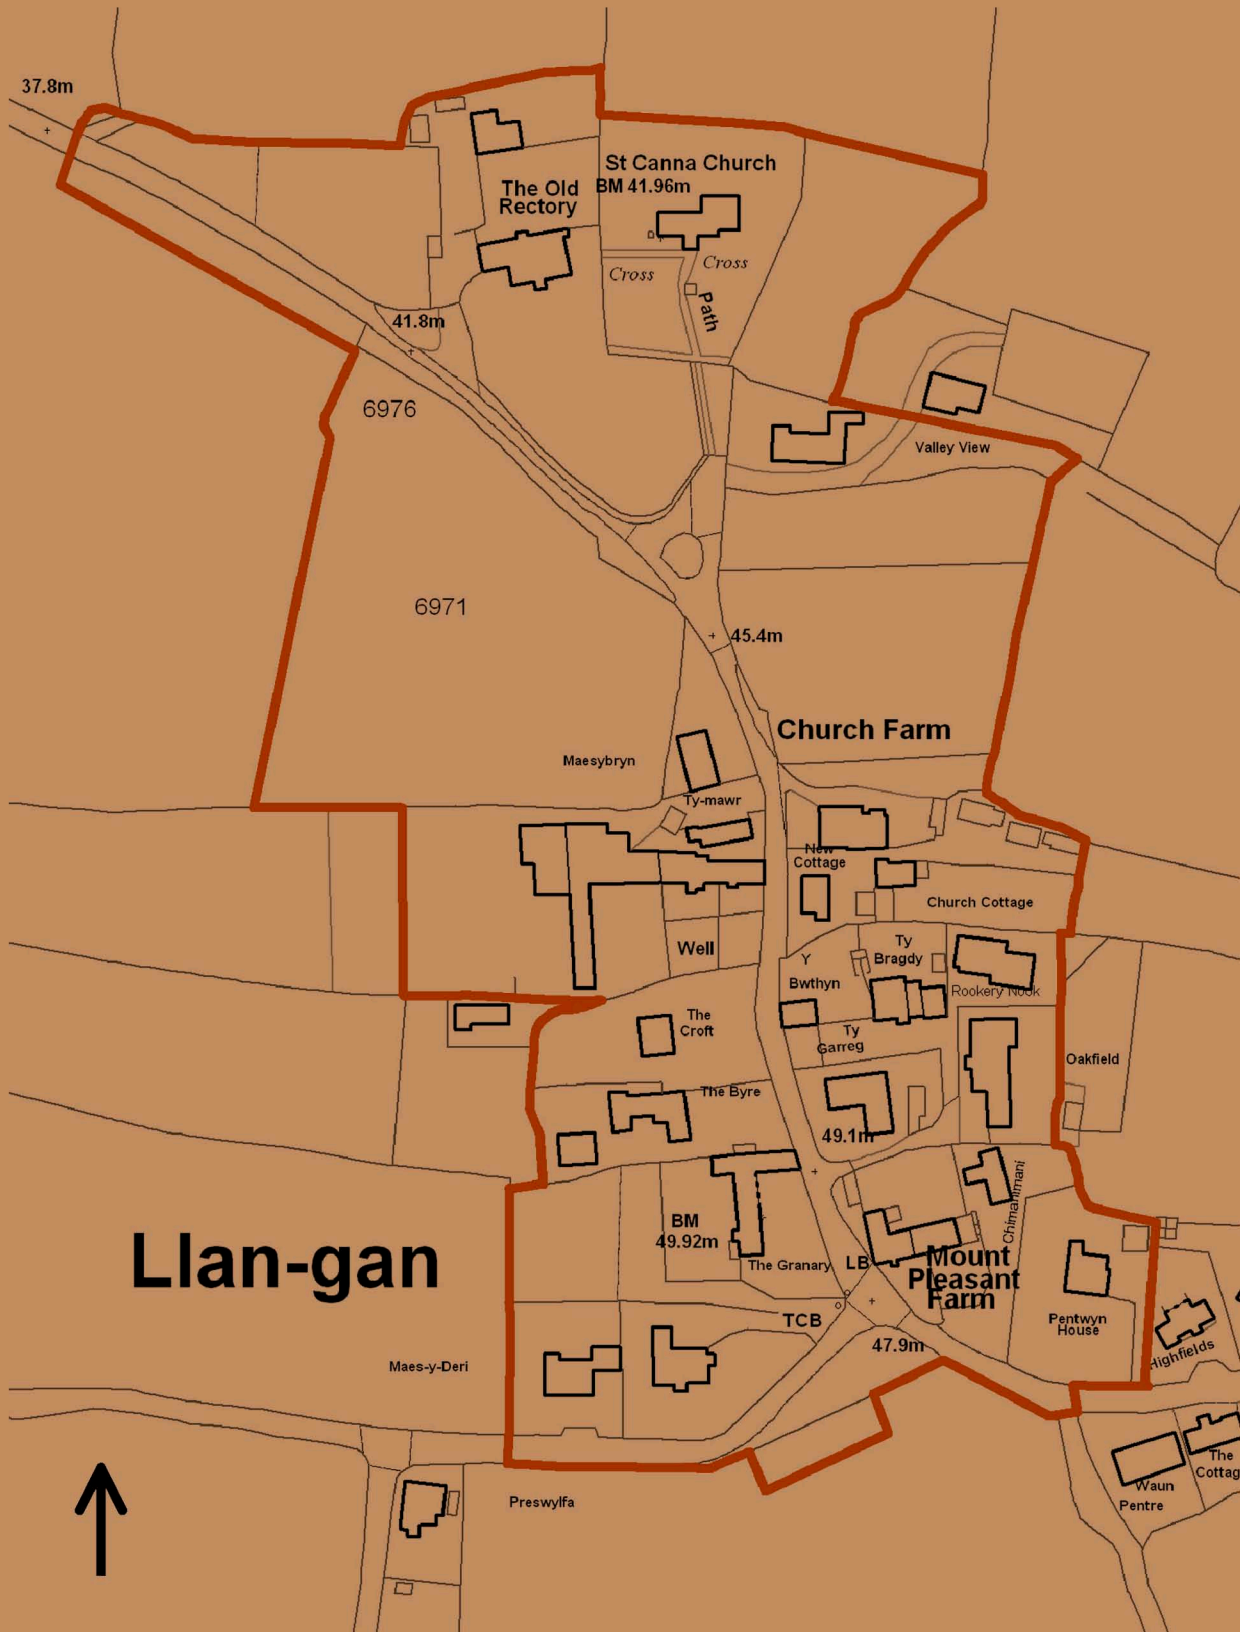 37.8m
St Canna Church
BM 41.96m
The Old
Rectory
Cross
Cross
Path
41.8m
6976
Valley View
6971
45.4m
Church Farm
Maesybryn
Ty-mawr
New
Cottage
Church Cottage
Well
Y
Bwthyn
Ty
Bragdy
Rookery Nook
The
Croft
Ty
Garreg
Oakfield
The Byre
49.1m
Chimanimani
BM
49.92m
Llan-gan
The Granary
LB
Mount
Pleasant
Farm
TCB
Pentwyn
House
47.9m
Highfields
Maes-y-Deri
The
Cottag
Waun
Pentre
Preswylfa